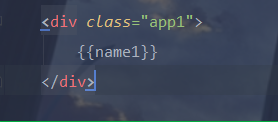 <div class="app1">
{{name1}}
</div>